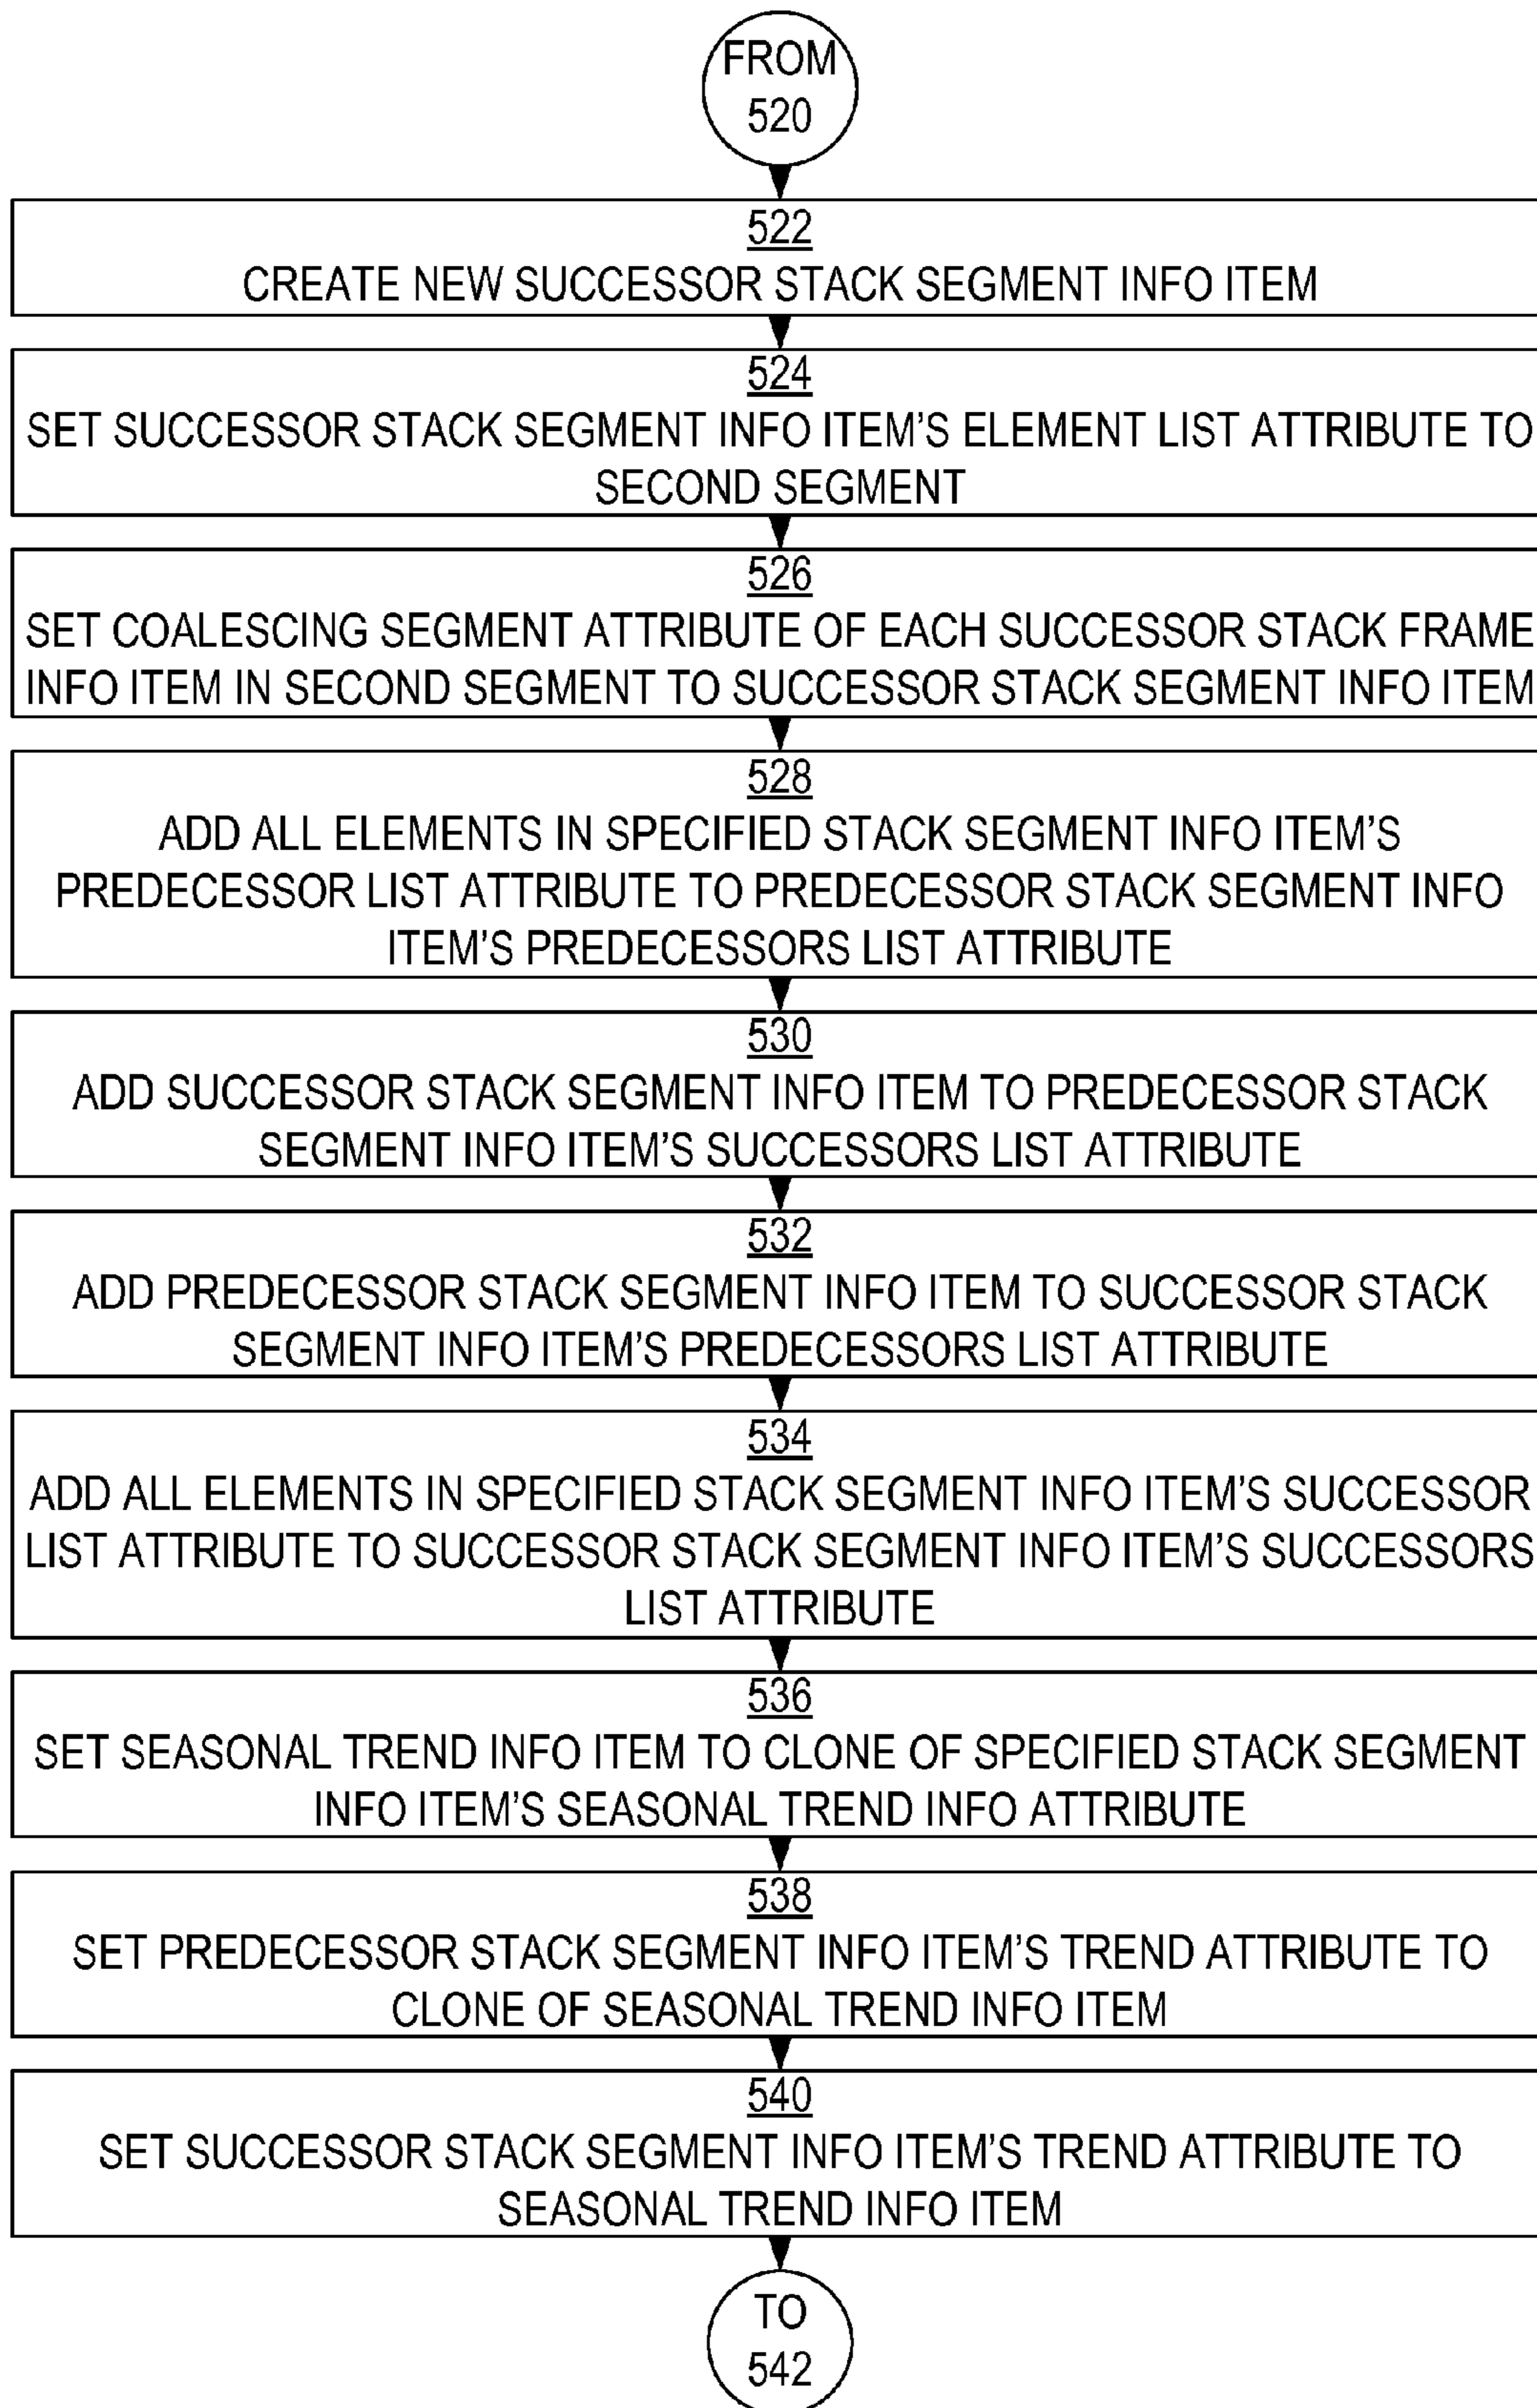 FROM
520
522
CREATE NEW SUCCESSOR STACK SEGMENT INFO ITEM
524
SET SUCCESSOR STACK SEGMENT INFO ITEM'S ELEMENT LIST ATTRIBUTE TO
SECOND SEGMENT
526
SET COALESCING SEGMENT ATTRIBUTE OF EACH SUCCESSOR STACK FRAME
INFO ITEM IN SECOND SEGMENT TO SUCCESSOR STACK SEGMENT INFO ITEM
528
ADD ALL ELEMENTS IN SPECIFIED STACK SEGMENT INFO ITEM'S
PREDECESSOR LIST ATTRIBUTE TO PREDECESSOR STACK SEGMENT INFO
ITEM'S PREDECESSORS LIST ATTRIBUTE
530
ADD SUCCESSOR STACK SEGMENT INFO ITEM TO PREDECESSOR STACK
SEGMENT INFO ITEM'S SUCCESSORS LIST ATTRIBUTE
532
ADD PREDECESSOR STACK SEGMENT INFO ITEM TO SUCCESSOR STACK
SEGMENT INFO ITEM'S PREDECESSORS LIST ATTRIBUTE
534
ADD ALL ELEMENTS IN SPECIFIED STACK SEGMENT INFO ITEM'S SUCCESSOR
LIST ATTRIBUTE TO SUCCESSOR STACK SEGMENT INFO ITEM'S SUCCESSORS
LIST ATTRIBUTE
536
SET SEASONAL TREND INFO ITEM TO CLONE OF SPECIFIED STACK SEGMENT
INFO ITEM'S SEASONAL TREND INFO ATTRIBUTE
538
SET PREDECESSOR STACK SEGMENT INFO ITEM'S TREND ATTRIBUTE TO
CLONE OF SEASONAL TREND INFO ITEM
540
SET SUCCESSOR STACK SEGMENT INFO ITEM'S TREND ATTRIBUTE TO
SEASONAL TREND INFO ITEM
TO
542